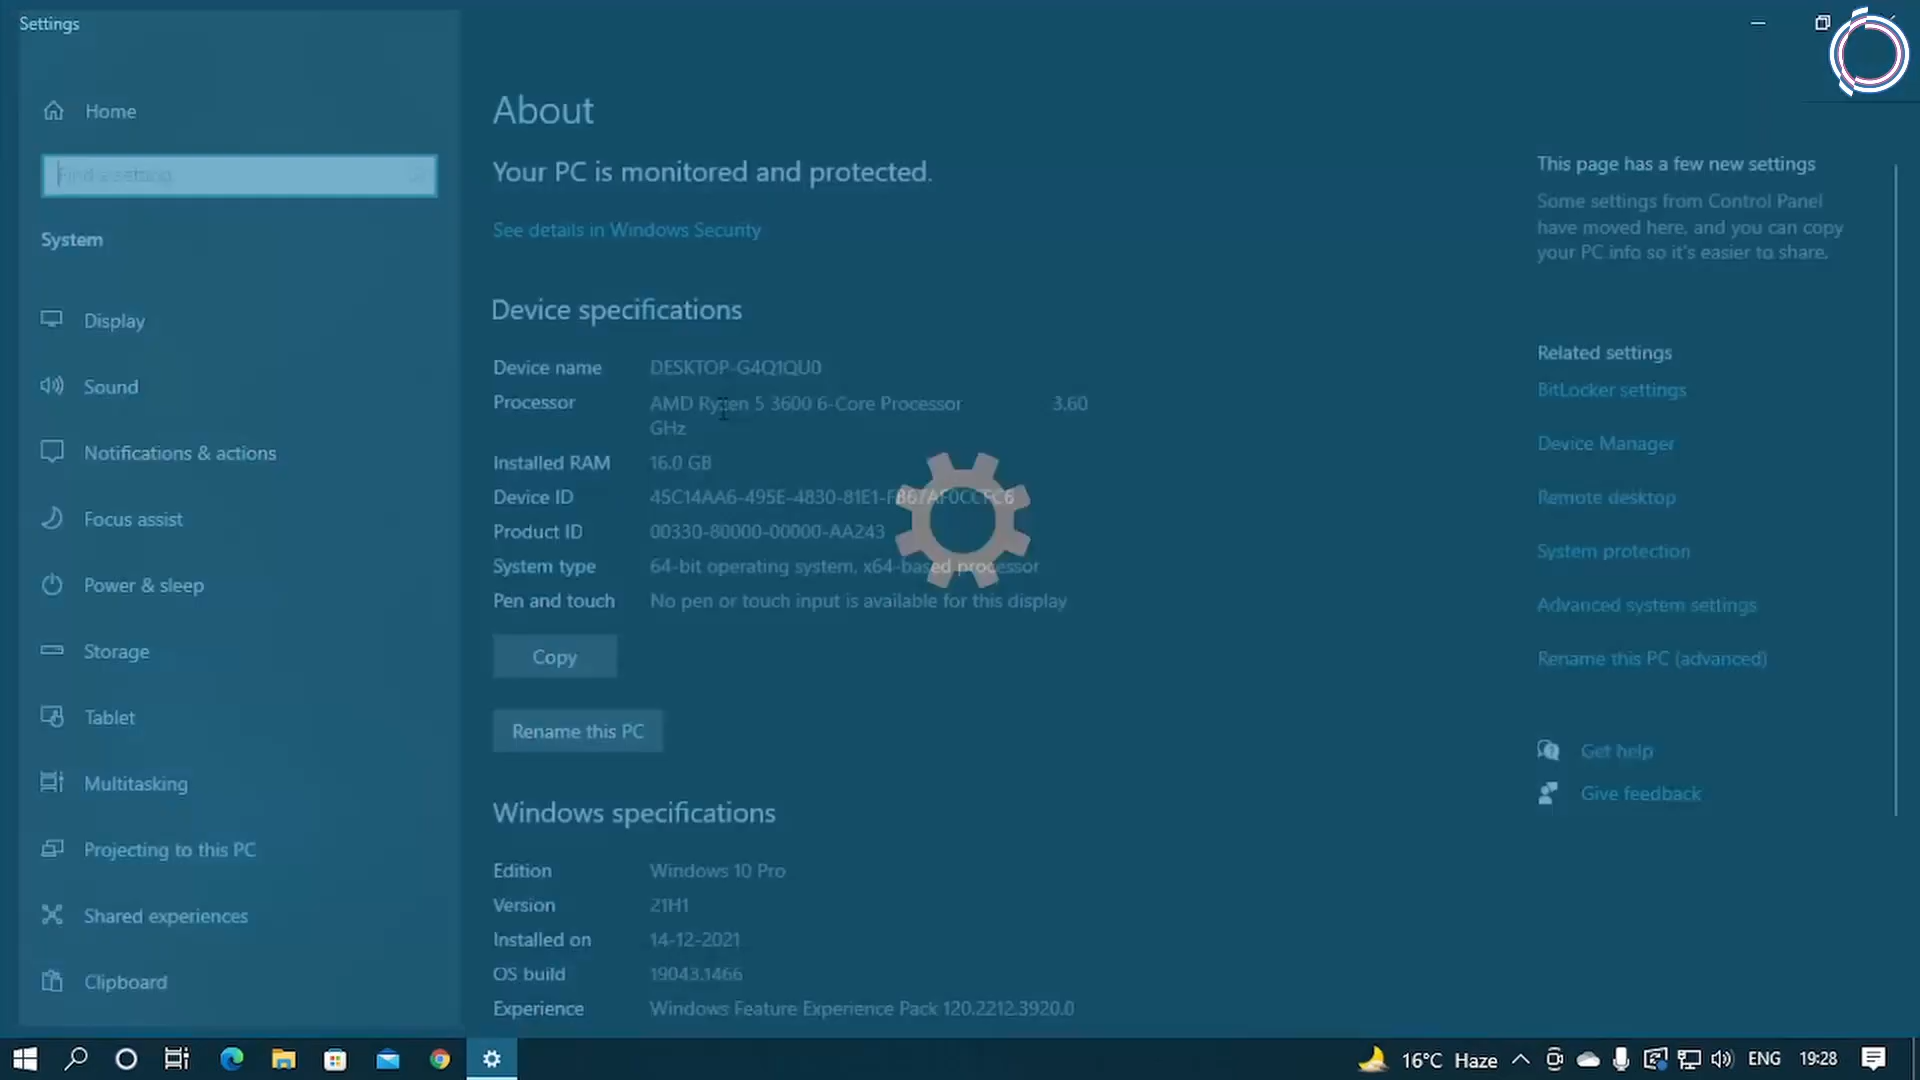 Settings
Home
Find a setting
System
Display
Sound
Notifications & actions
Focus assist
Power & sleep
Storage
Tablet
Multitasking
Projecting to this PC
Shared experiences
Clipboard
About
Your PC is monitored and protected.
See details in Windows Security
Device specifications
Device name DESKTOP-G4Q1QU0
Processor AMD Ryzen 5 3600 6-Core Processor 3.60
GHz
Installed RAM 16.0 GB
Device ID 45C14AA6-495E-4830-81E1-FB67AF0CCFC6
Product ID 00330-80000-00000-AA243
System type 64-bit operating system, x64-based processor
Pen and touch No pen or touch input is available for this display
Copy
Rename this PC
Windows specifications
Edition Windows 10 Pro
Version 21H1
Installed on 14-12-2021
OS build 19043.1466
Experience Windows Feature Experience Pack 120.2212.3920.0
This page has a few new settings
Some settings from Control Panel
have moved here, and you can copy
your PC info so it's easier to share.
Related settings
BitLocker settings
Device Manager
Remote desktop
System protection
Advanced system settings
Rename this PC (advanced)
Get help
Give feedback
16°C Haze ENG 19:28